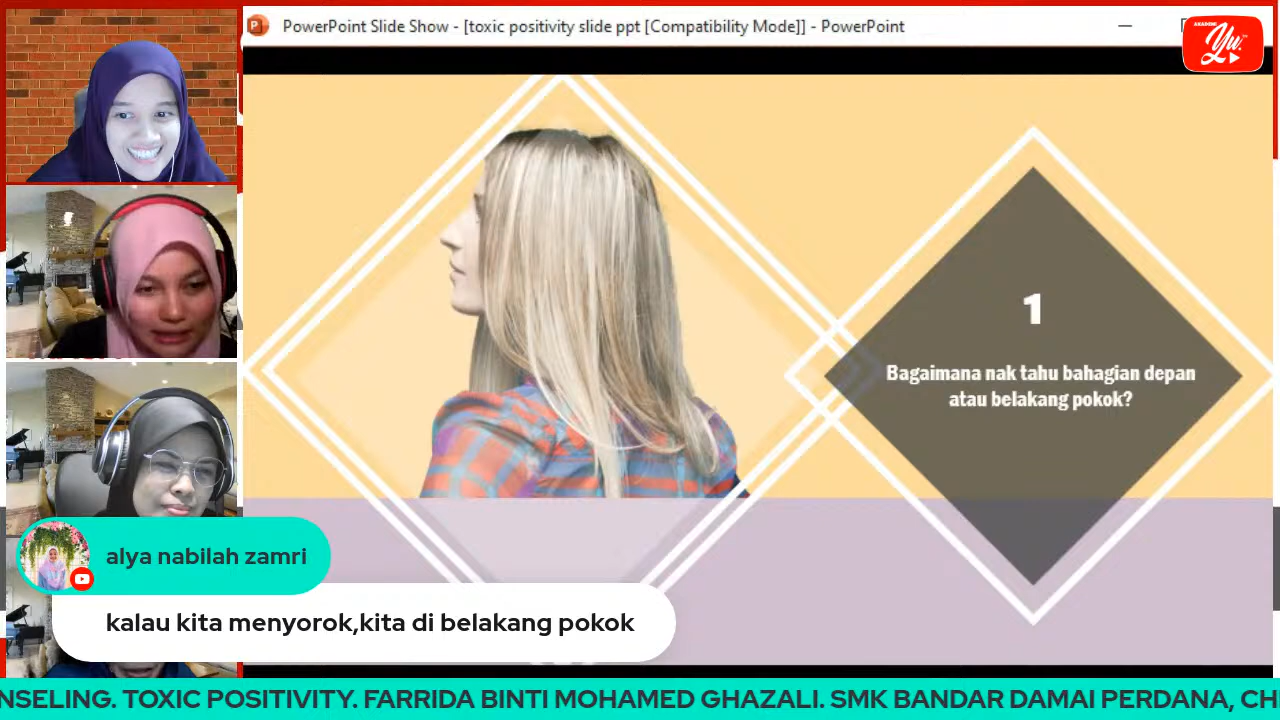 PowerPoint Slide Show - [toxic positivity slide ppt [Compatibility Mode]] - PowerPoint
AKADEMI
Yu.
1
Bagaimana nak tahu bahagian depan
atau belakang pokok?
alya nabilah zamri
kalau kita menyorok,kita di belakang pokok
NSELING. TOXIC POSITIVITY. FARRIDA BINTI MOHAMED GHAZALI. SMK BANDAR DAMAI PERDANA, CH